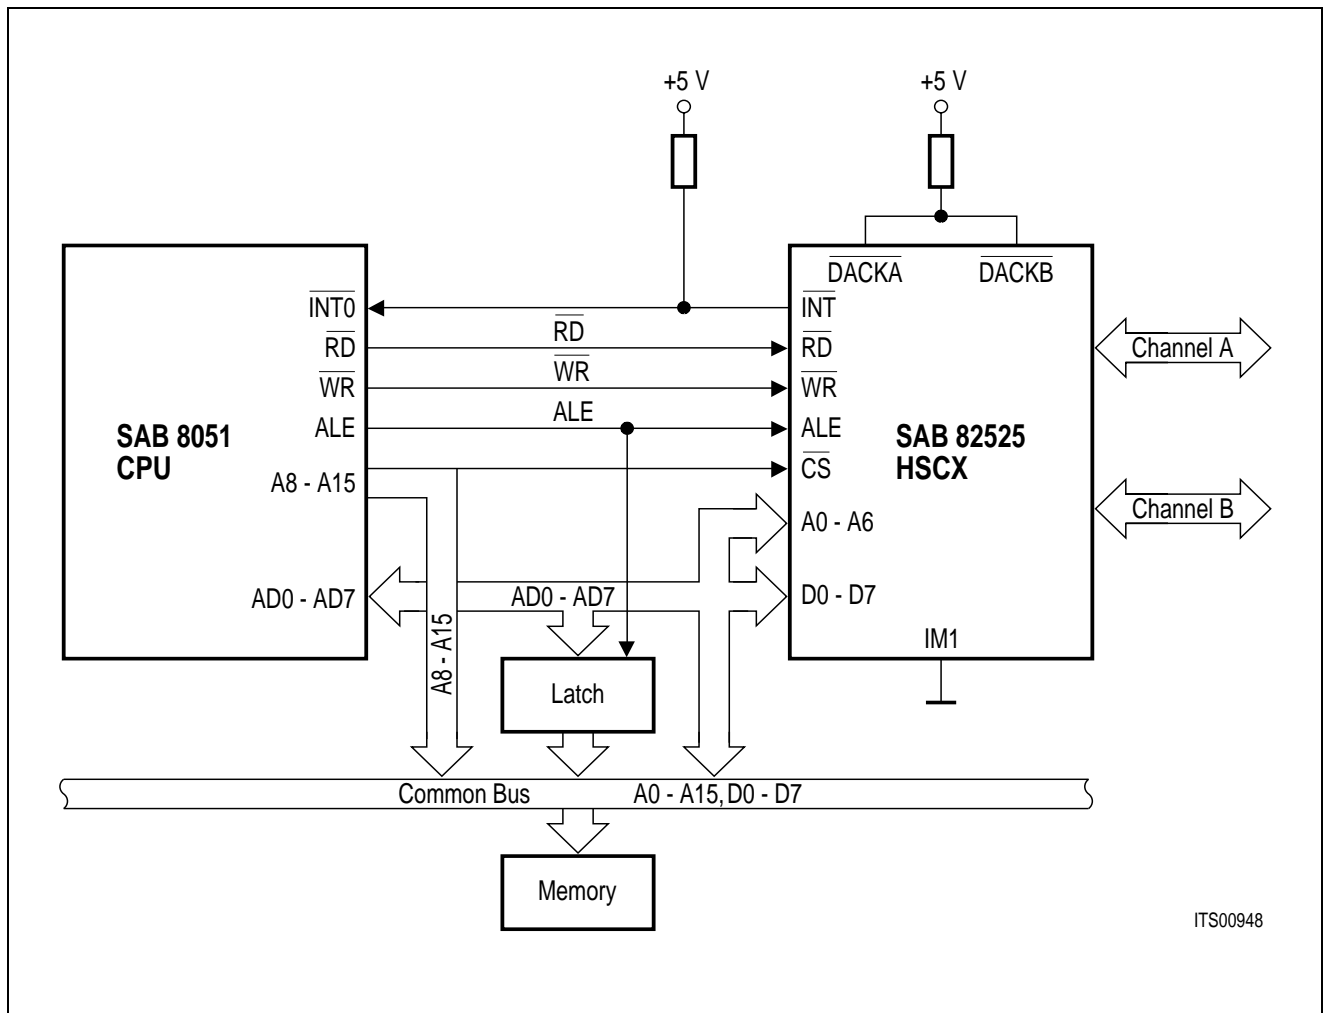 +5 V
+5 V
DACKA
DACKB
INT0
INT
RD
RD
RD
Channel A
WR
WR
WR
ALE
ALE
ALE
SAB 8051
CPU
SAB 82525
HSCX
CS
A8 - A15
Channel B
A0 - A6
AD0 - AD7
AD0 - AD7
D0 - D7
A8 - A15
IM1
Latch
Common Bus
A0 - A15, D0 - D7
Memory
ITS00948